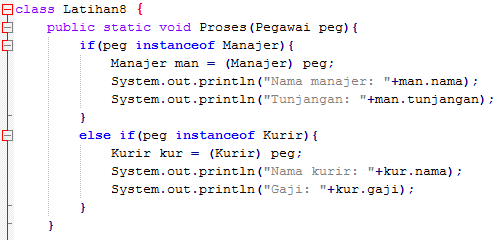 class Latihan8 {
public static void Proses(Pegawai peg){
if(peg instanceof Manajer){
Manajer man = (Manajer) peg;
System.out.println("Nama manajer: "+man.nama);
System.out.println("Tunjangan: "+man.tunjangan);
}
else if(peg instanceof Kurir){
Kurir kur = (Kurir) peg;
System.out.println("Nama kurir: "+kur.nama);
System.out.println("Gaji: "+kur.gaji);
}
}